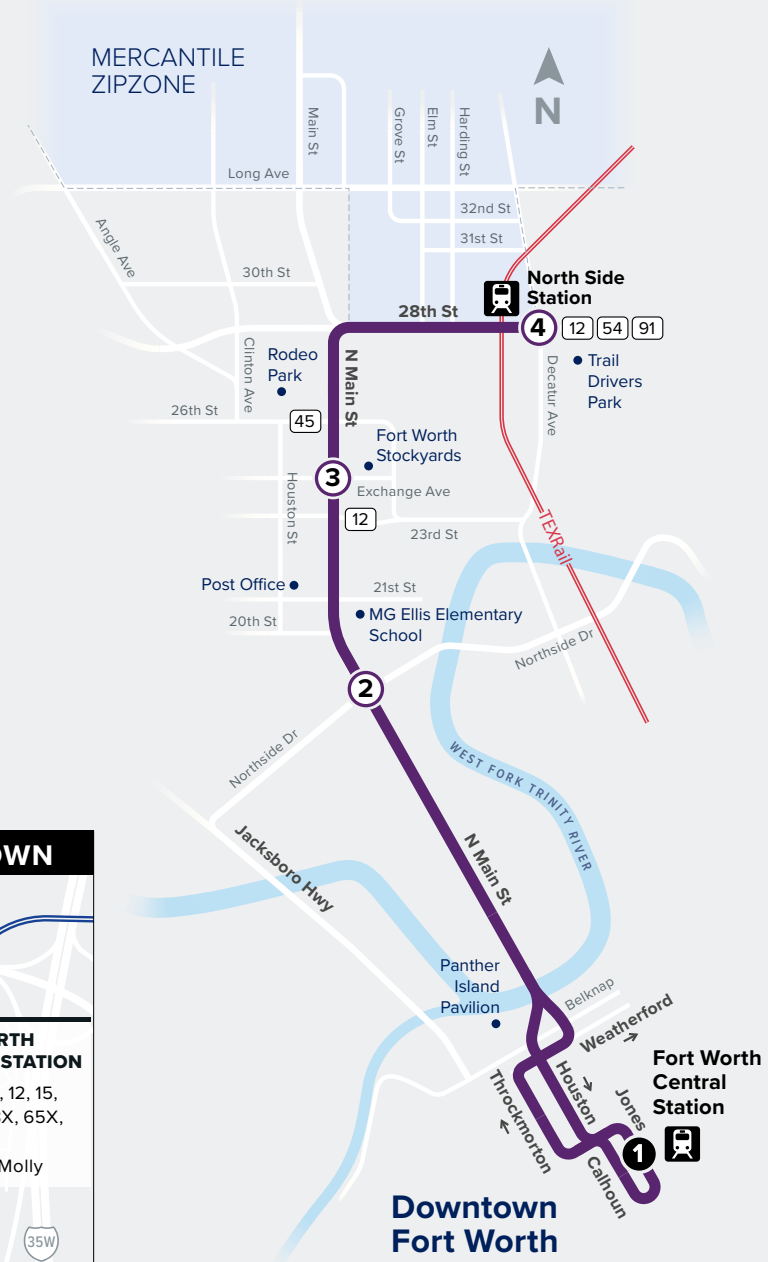 MERCANTILE
ZIPZONE
N
Main St
Grove St
Elm St
Harding St
Long Ave
32nd St
31st St
Angle Ave
30th St
North Side
Station
28th St
4
12
54
91
Clinton Ave
Rodeo
Park
N Main St
Decatur Ave
Trail
Drivers
Park
26th St
45
Fort Worth
Stockyards
3
Exchange Ave
Houston St
12
23rd St
TEXRail
Post Office
21st St
MG Ellis Elementary
School
20th St
Northside Dr
2
Northside Dr
WEST FORK TRINITY RIVER
Jacksboro Hwy
N Main St
OWN
Panther
Island
Pavilion
Belknap
Weatherford
RTH
STATION
, 12, 15,
X, 65X,
Molly
35W
Fort Worth
Central
Station
Houston
Throckmorton
Jones
1
Calhoun
Downtown
Fort Worth